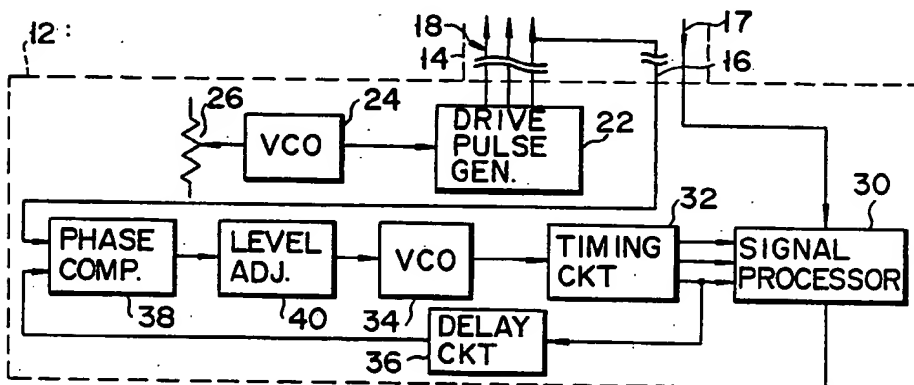 12 :
18
14
17
16
26
24
VCO
DRIVE
PULSE
GEN.
22
32
30
PHASE
COMP.
LEVEL
ADJ.
VCO
TIMING
CKT
SIGNAL
PROCESSOR
38
40
34
DELAY
CKT
36